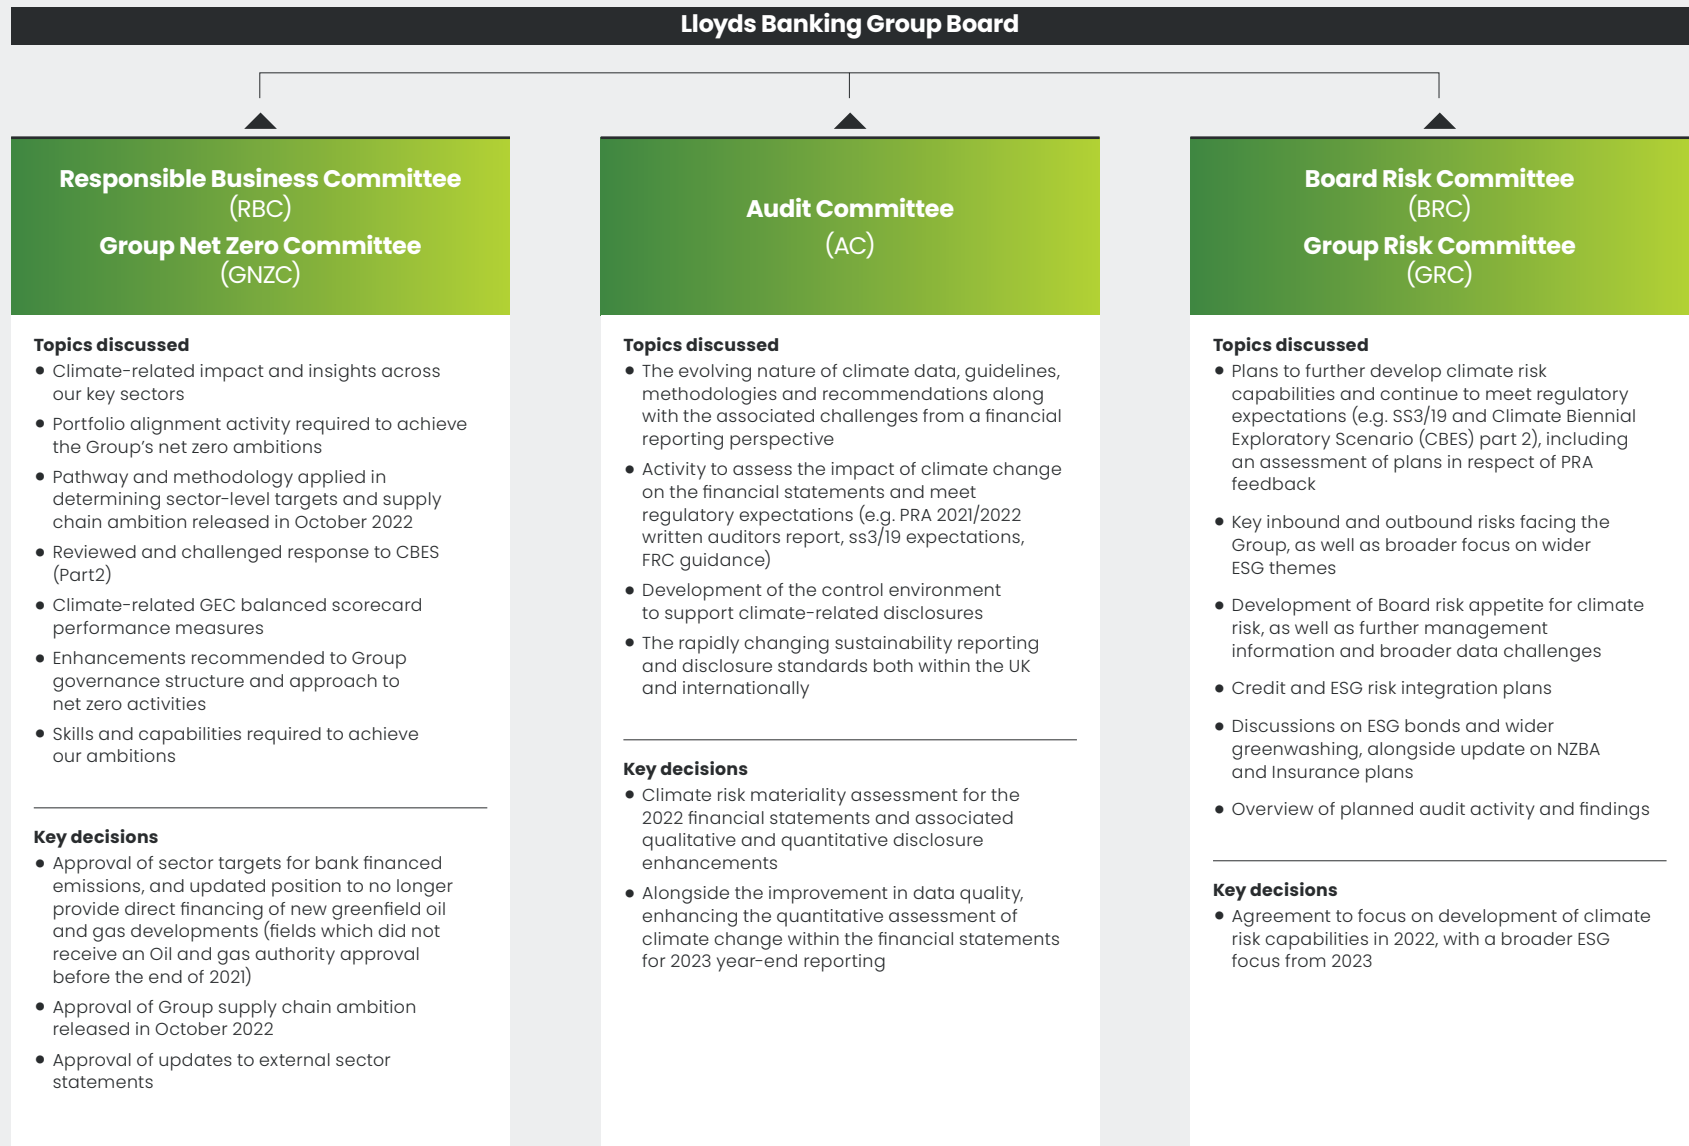 Lloyds Banking Group Board
Responsible Business Committee
(RBC)
Group Net Zero Committee
(GNZC)
Topics discussed
• Climate-related impact and insights across
our key sectors
• Portfolio alignment activity required to achieve
the Group's net zero ambitions
• Pathway and methodology applied in
determining sector-level targets and supply
chain ambition released in October 2022
• Reviewed and challenged response to CBES
(Part2)
• Climate-related GEC balanced scorecard
performance measures
• Enhancements recommended to Group
governance structure and approach to
net zero activities
• Skills and capabilities required to achieve
our ambitions
Key decisions
• Approval of sector targets for bank financed
emissions, and updated position to no longer
provide direct financing of new greenfield oil
and gas developments (fields which did not
receive an Oil and gas authority approval
before the end of 2021)
• Approval of Group supply chain ambition
released in October 2022
• Approval of updates to external sector
statements
Audit Committee
(AC)
Topics discussed
• The evolving nature of climate data, guidelines,
methodologies and recommendations along
with the associated challenges from a financial
reporting perspective
• Activity to assess the impact of climate change
on the financial statements and meet
regulatory expectations (e.g. PRA 2021/2022
written auditors report, ss3/19 expectations,
FRC guidance)
• Development of the control environment
to support climate-related disclosures
• The rapidly changing sustainability reporting
and disclosure standards both within the UK
and internationally
Key decisions
• Climate risk materiality assessment for the
2022 financial statements and associated
qualitative and quantitative disclosure
enhancements
• Alongside the improvement in data quality,
enhancing the quantitative assessment of
climate change within the financial statements
for 2023 year-end reporting
Board Risk Committee
(BRC)
Group Risk Committee
(GRC)
Topics discussed
• Plans to further develop climate risk
capabilities and continue to meet regulatory
expectations (e.g. SS3/19 and Climate Biennial
Exploratory Scenario (CBES) part 2), including
an assessment of plans in respect of PRA
feedback
• Key inbound and outbound risks facing the
Group, as well as broader focus on wider
ESG themes
• Development of Board risk appetite for climate
risk, as well as further management
information and broader data challenges
• Credit and ESG risk integration plans
• Discussions on ESG bonds and wider
greenwashing, alongside update on NZBA
and Insurance plans
• Overview of planned audit activity and findings
Key decisions
• Agreement to focus on development of climate
risk capabilities in 2022, with a broader ESG
focus from 2023